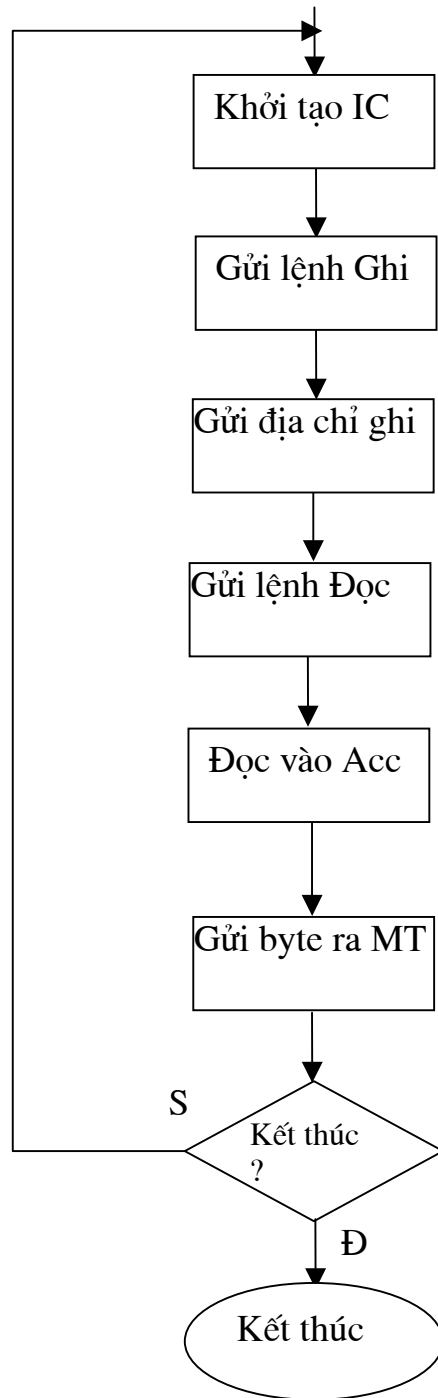 Khởi tạo IC
Gửi lệnh Ghi
Gửi địa chỉ ghi
Gửi lệnh Đọc
Đọc vào Acc
Gửi byte ra MT
S
Kết thúc
?
Đ
Kết thúc